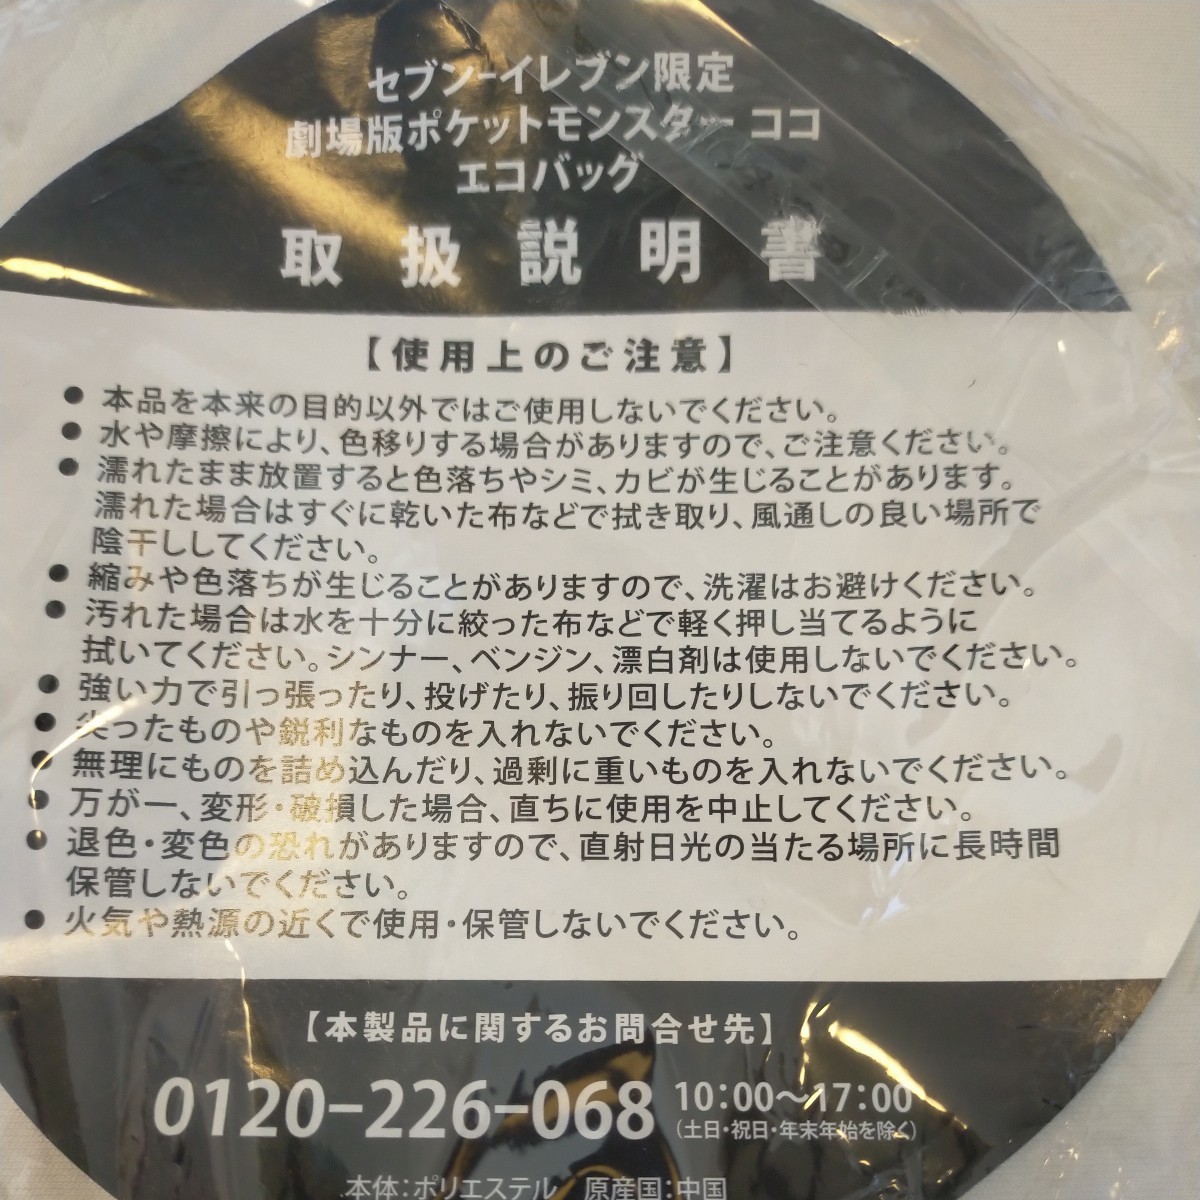 セブン-イレブン限定
劇場版ポケットモンスター ココ
エコバッグ
取扱説明書
【使用上のご注意】
● 本品を本来の目的以外ではご使用しないでください。
● 水や摩擦により、色移りする場合がありますので、ご注意ください。
● 濡れたまま放置すると色落ちやシミ、カビが生じることがあります。
濡れた場合はすぐに乾いた布などで拭き取り、風通しの良い場所で
陰干ししてください。
● 縮みや色落ちが生じることがありますので、洗濯はお避けください。
● 汚れた場合は水を十分に絞った布などで軽く押し当てるように
拭いてください。シンナー、ベンジン、漂白剤は使用しないでください。
● 強い力で引っ張ったり、投げたり、振り回したりしないでください。
● 尖ったものや鋭利なものを入れないでください。
● 無理にものを詰め込んだり、過剰に重いものを入れないでください。
● 万が一、変形・破損した場合、直ちに使用を中止してください。
● 退色・変色の恐れがありますので、直射日光の当たる場所に長時間
保管しないでください。
● 火気や熱源の近くで使用・保管しないでください。
【本製品に関するお問合せ先】
0120-226-068 10:00〜17:00
(土日・祝日・年末年始を除く)
本体:ポリエステル 原産国:中国